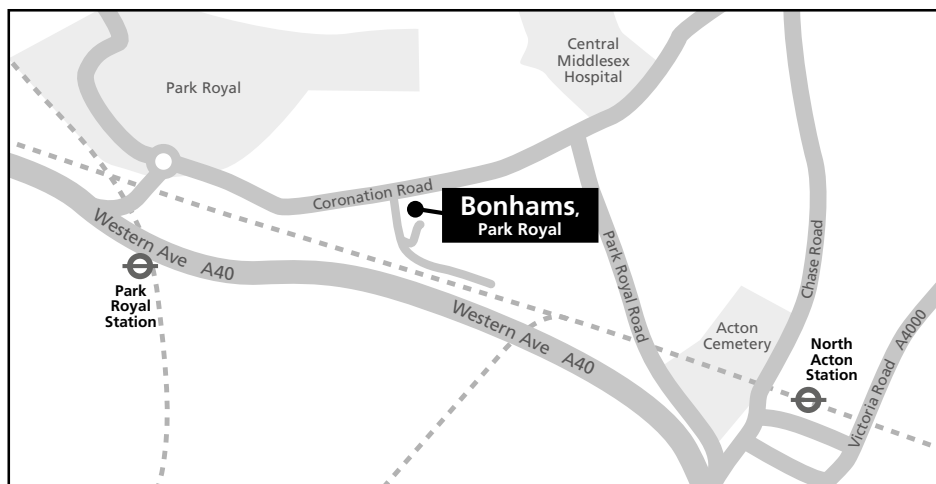 Central
Middlesex
Hospital
Park Royal
Coronation Road
Bonhams,
Park Royal
Western Ave A40
Park
Royal
Station
Park Royal Road
Chase Road
Western Ave A40
Acton
Cemetery
North
Acton
Station
Victoria Road A4000